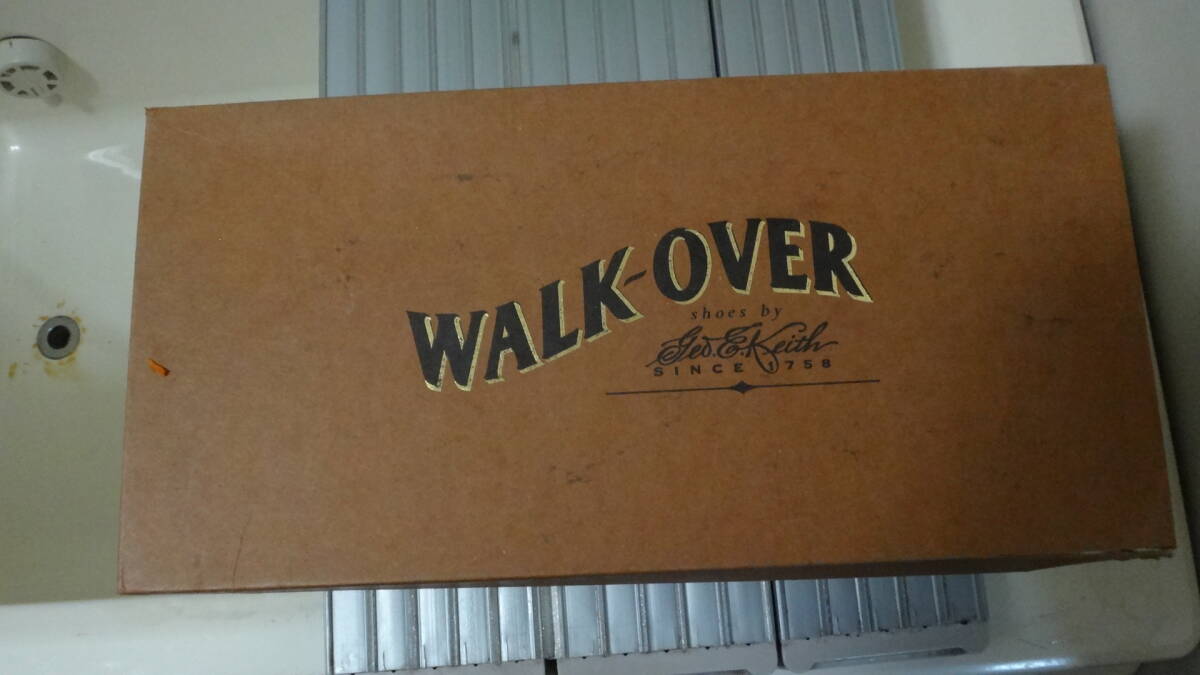 WALK-OVER
shoes by
Geo. E. Keith
SINCE 1758